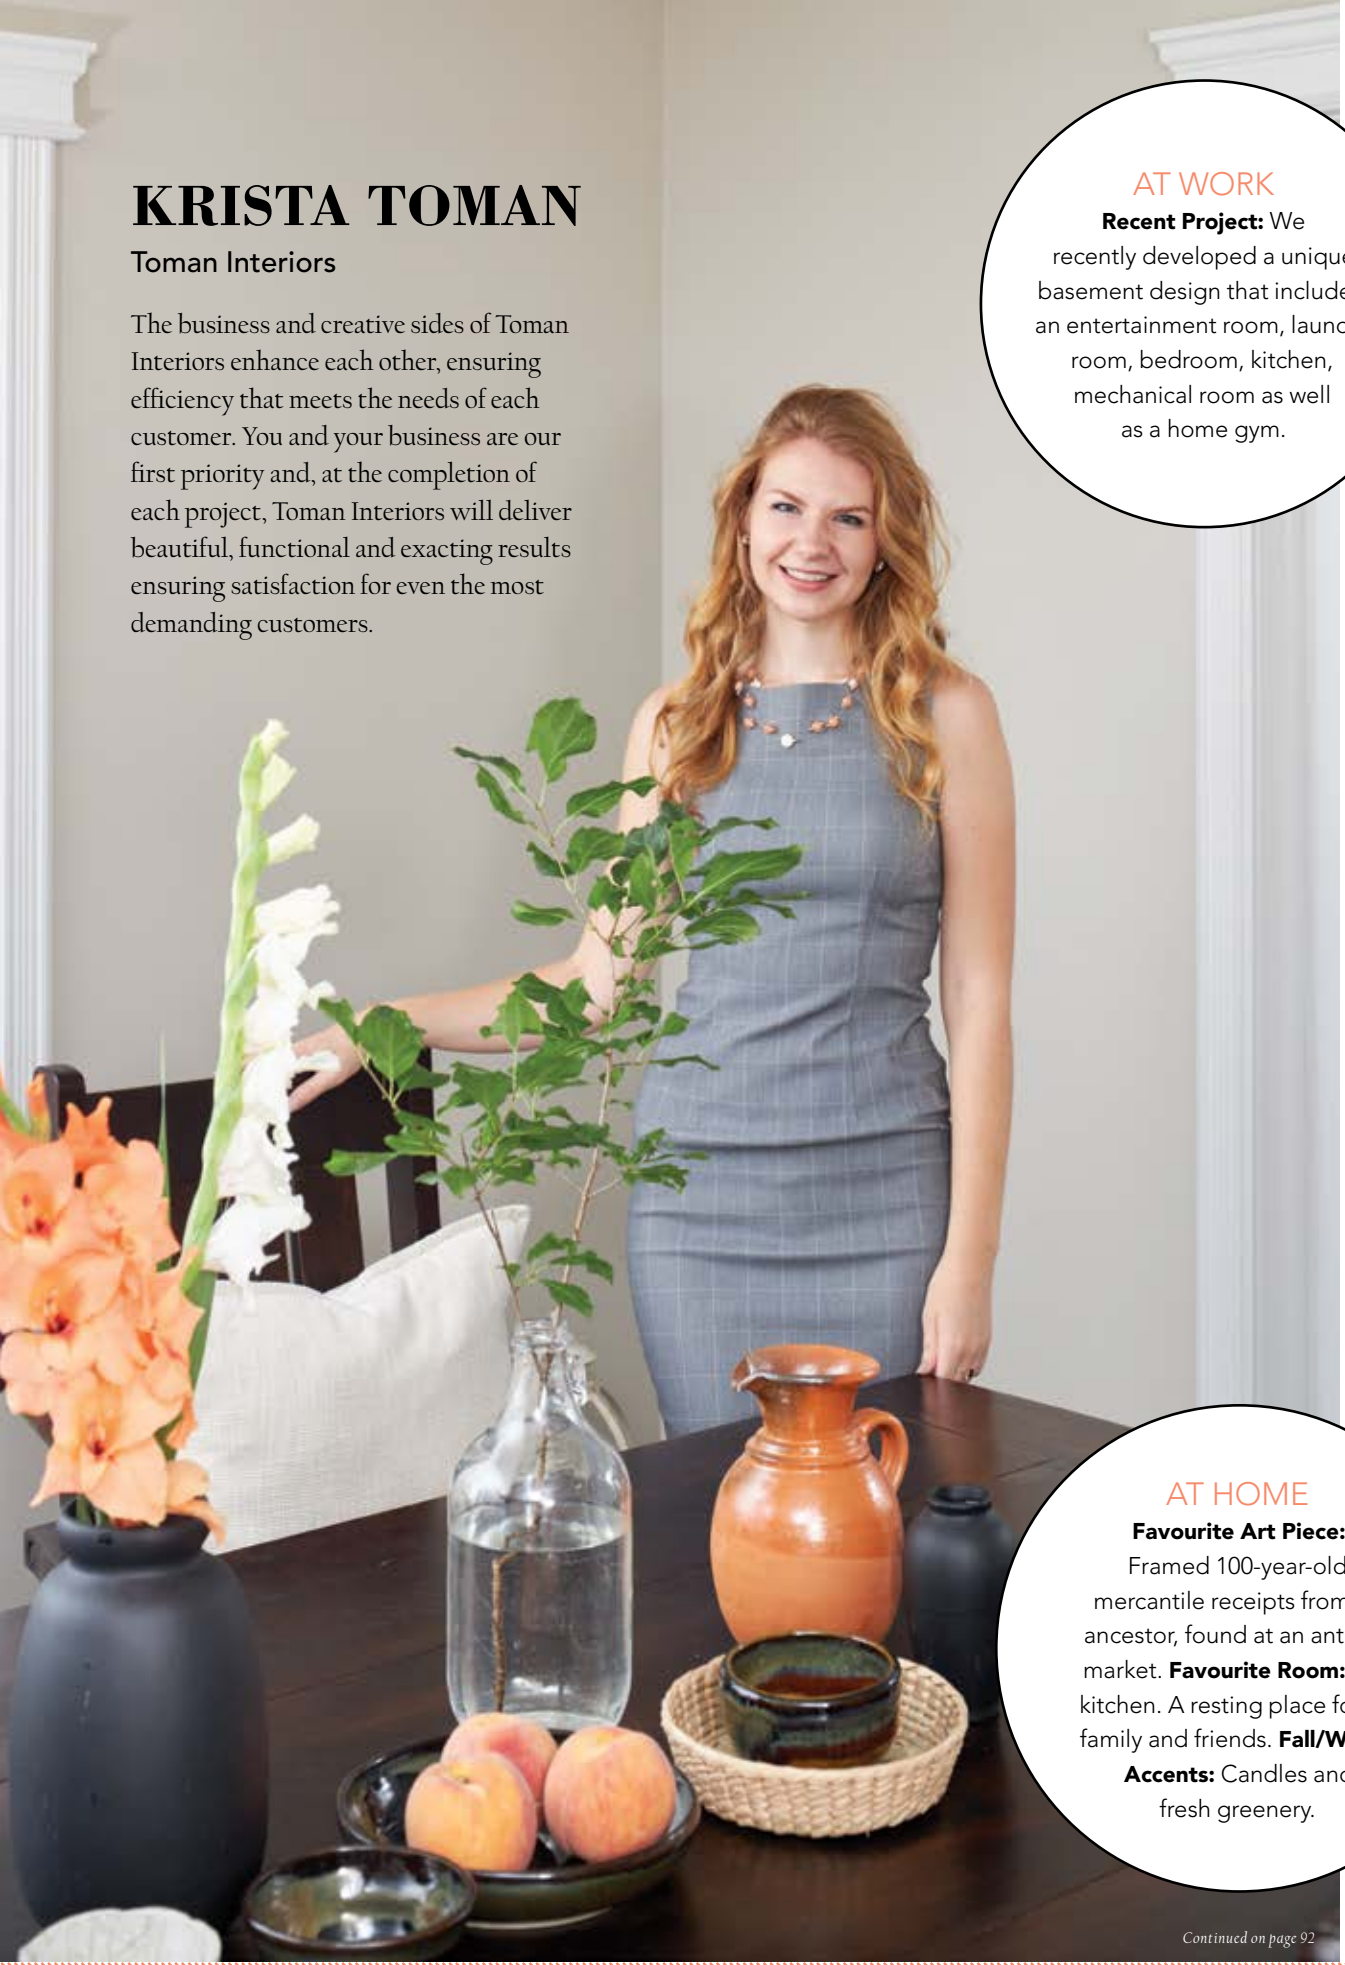 KRISTA TOMAN
Toman Interiors
The business and creative sides of Toman
Interiors enhance each other, ensuring
efficiency that meets the needs of each
customer. You and your business are our
first priority and, at the completion of
each project, Toman Interiors will deliver
beautiful, functional and exacting results
ensuring satisfaction for even the most
demanding customers.
AT WORK
Recent Project: We
recently developed a
basement design that
an entertainment room,
room, bedroom, kitchen,
mechanical room as well
as a home gym.
AT HOME
Favourite Art Piece:
Framed 100-year-old
mercantile receipts from
ancestor, found at an
market. Favourite Room:
kitchen. A resting place
family and friends.
Accents: Candles
fresh greenery.
Continued on page 92